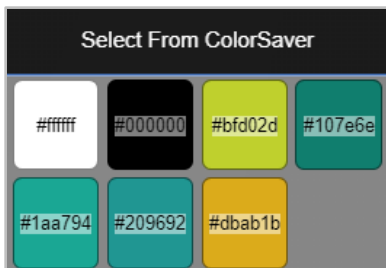 Select From ColorSaver
#ffffff #000000 #bfd02d #107e6e
#1aa794 #209692 #dbab1b